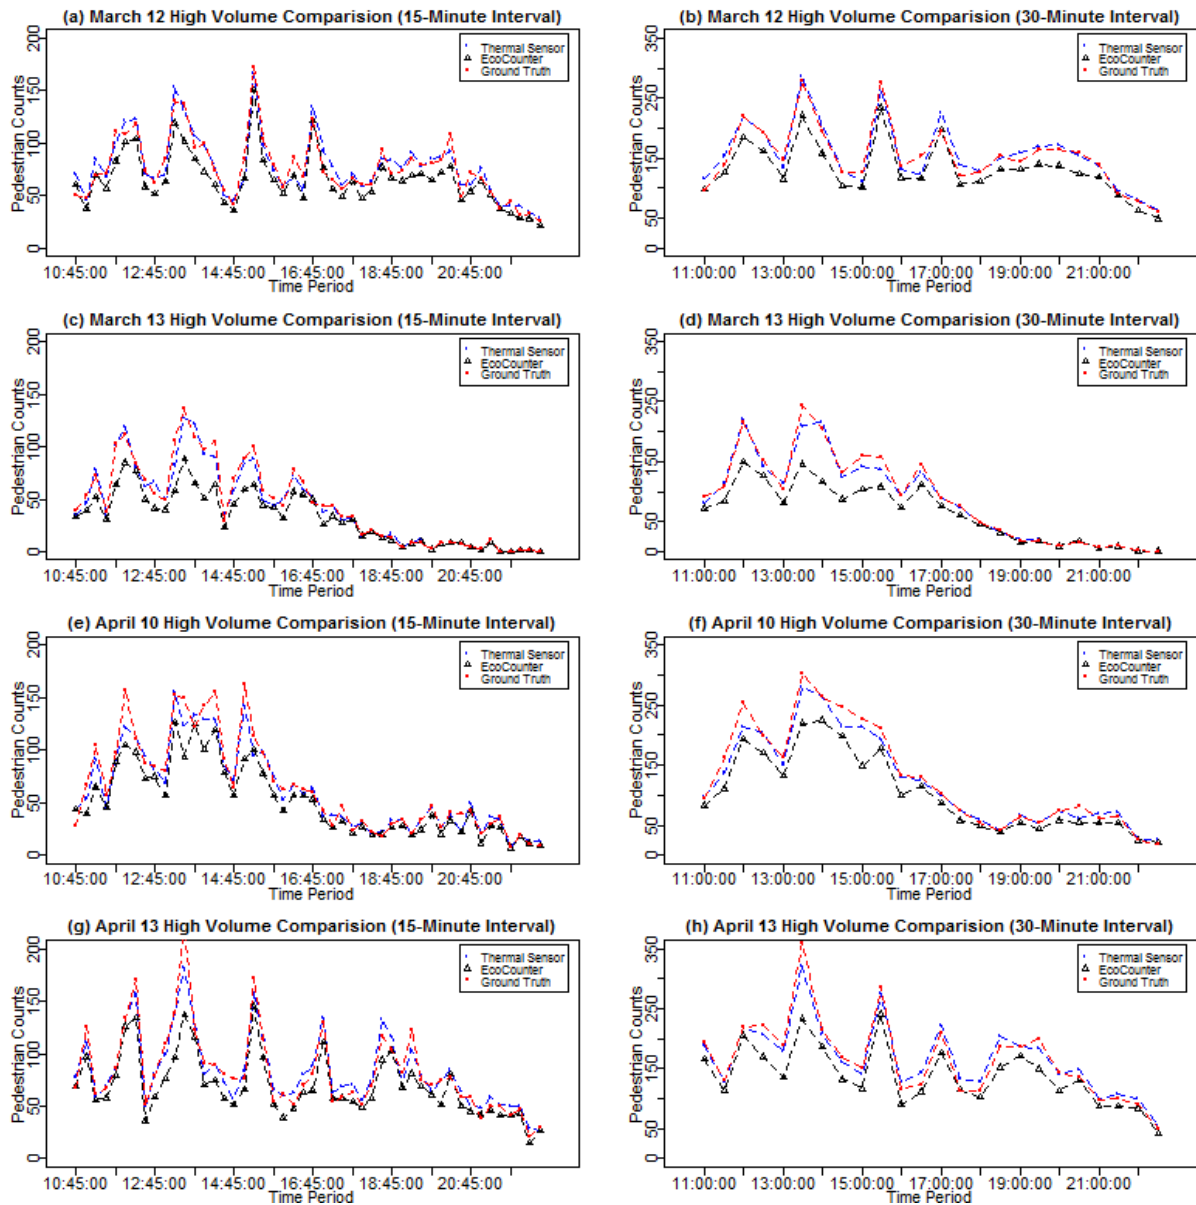 (a) March 12 High Volume Comparision (15-Minute Interval)
Pedestrian Counts
0 50 100 150 200
Thermal Sensor
EcoCounter
Ground Truth
10:45:00 12:45:00 14:45:00 16:45:00 18:45:00 20:45:00
Time Period
(b) March 12 High Volume Comparision (30-Minute Interval)
Pedestrian Counts
0 50 150 250 350
Thermal Sensor
EcoCounter
Ground Truth
11:00:00 13:00:00 15:00:00 17:00:00 19:00:00 21:00:00
Time Period
(c) March 13 High Volume Comparision (15-Minute Interval)
Pedestrian Counts
0 50 100 150 200
Thermal Sensor
EcoCounter
Ground Truth
10:45:00 12:45:00 14:45:00 16:45:00 18:45:00 20:45:00
Time Period
(d) March 13 High Volume Comparision (30-Minute Interval)
Pedestrian Counts
0 50 150 250 350
Thermal Sensor
EcoCounter
Ground Truth
11:00:00 13:00:00 15:00:00 17:00:00 19:00:00 21:00:00
Time Period
(e) April 10 High Volume Comparision (15-Minute Interval)
Pedestrian Counts
0 50 100 150 200
Thermal Sensor
EcoCounter
Ground Truth
10:45:00 12:45:00 14:45:00 16:45:00 18:45:00 20:45:00
Time Period
(f) April 10 High Volume Comparision (30-Minute Interval)
Pedestrian Counts
0 50 150 250 350
Thermal Sensor
EcoCounter
Ground Truth
11:00:00 13:00:00 15:00:00 17:00:00 19:00:00 21:00:00
Time Period
(g) April 13 High Volume Comparision (15-Minute Interval)
Pedestrian Counts
0 50 100 150 200
Thermal Sensor
EcoCounter
Ground Truth
10:45:00 12:45:00 14:45:00 16:45:00 18:45:00 20:45:00
Time Period
(h) April 13 High Volume Comparision (30-Minute Interval)
Pedestrian Counts
0 50 150 250 350
Thermal Sensor
EcoCounter
Ground Truth
11:00:00 13:00:00 15:00:00 17:00:00 19:00:00 21:00:00
Time Period